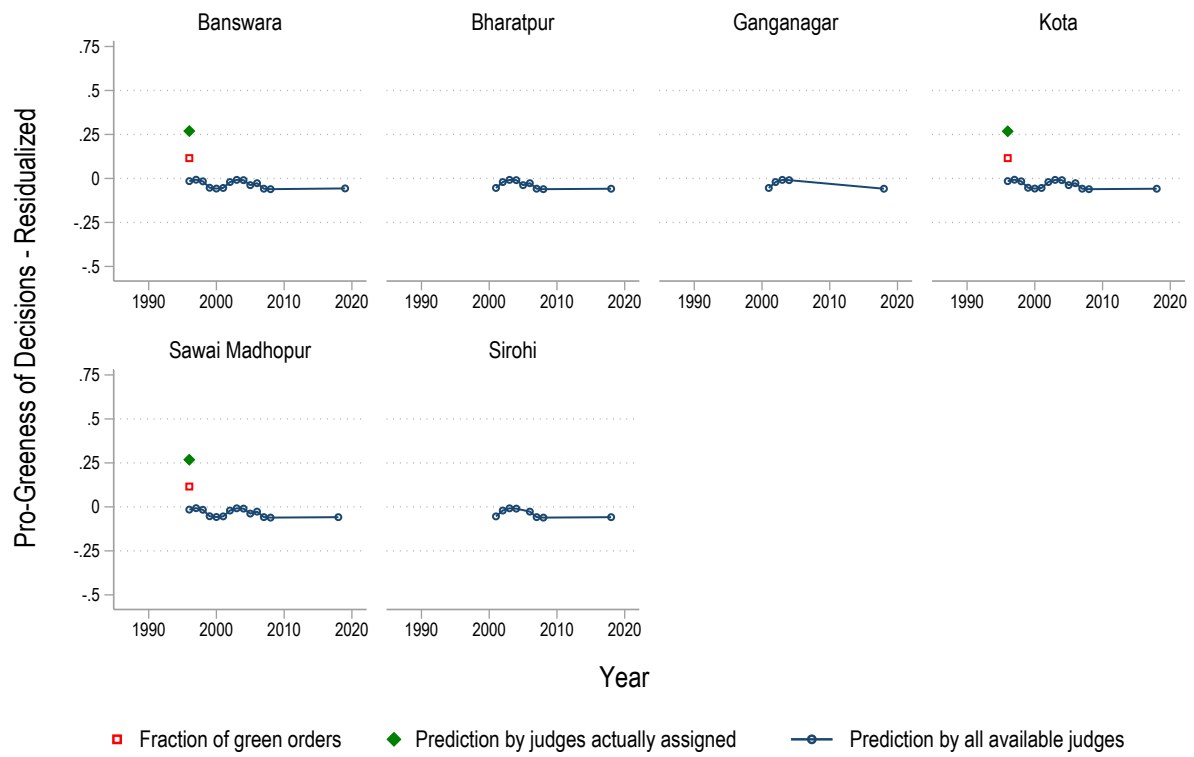 Banswara Bharatpur Ganganagar Kota
Pro-Greeness of Decisions - Residualized
.75
.5
.25
0
-.25
-.5
1990 2000 2010 2020 1990 2000 2010 2020 1990 2000 2010 2020 1990 2000 2010 2020
Sawai Madhopur Sirohi
.75
.5
.25
0
-.25
-.5
1990 2000 2010 2020 1990 2000 2010 2020
Year
Fraction of green orders Prediction by judges actually assigned Prediction by all available judges